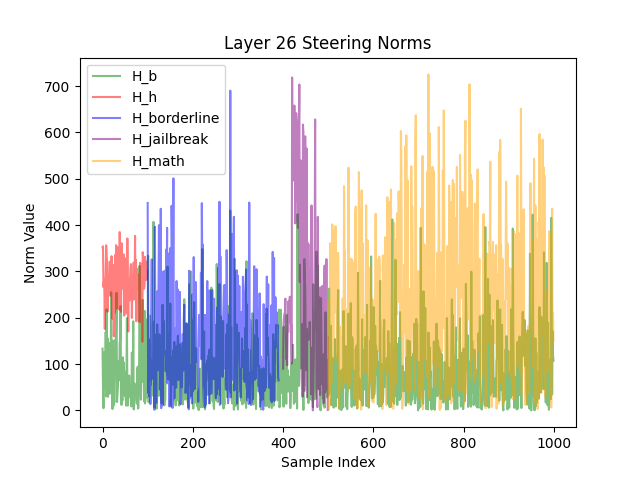 Layer 26 Steering Norms
H_b
H_h
H_borderline
H_jailbreak
H_math
Norm Value
700
600
500
400
300
200
100
0
0
200
400
600
800
1000
Sample Index